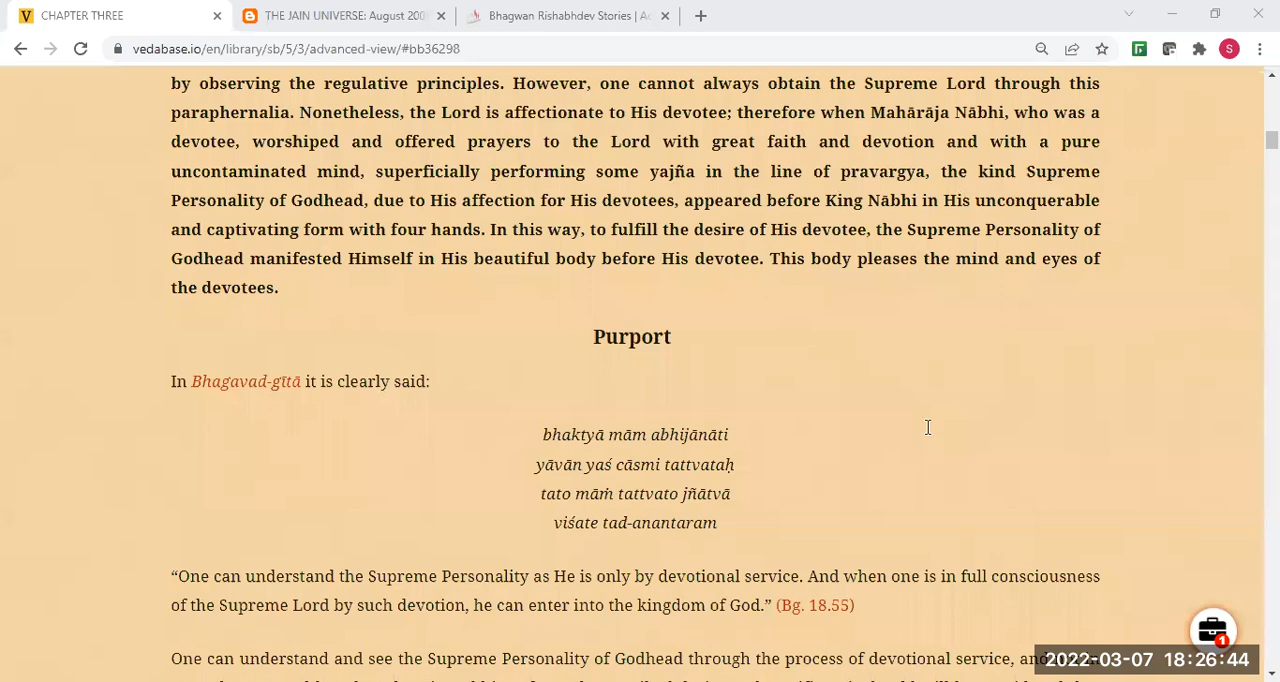 CHAPTER THREE
THE JAIN UNIVERSE: August 200
Bhagwan Rishabhdev Stories | A
vedabase.io/en/library/sb/5/3/advanced-view/#bb36298
S
by observing the regulative principles. However, one cannot always obtain the Supreme Lord through this
paraphernalia. Nonetheless, the Lord is affectionate to His devotee; therefore when Mahārāja Nābhi, who was a
devotee, worshiped and offered prayers to the Lord with great faith and devotion and with a pure
uncontaminated mind, superficially performing some yajña in the line of pravargya, the kind Supreme
Personality of Godhead, due to His affection for His devotees, appeared before King Nābhi in His unconquerable
and captivating form with four hands. In this way, to fulfill the desire of His devotee, the Supreme Personality of
Godhead manifested Himself in His beautiful body before His devotee. This body pleases the mind and eyes of
the devotees.
Purport
In Bhagavad-gītā it is clearly said:
bhaktyā mām abhijānāti
yāvān yaś cāsmi tattvataḥ
tato māṁ tattvato jñātvā
viśate tad-anantaram
“One can understand the Supreme Personality as He is only by devotional service. And when one is in full consciousness
of the Supreme Lord by such devotion, he can enter into the kingdom of God.” (Bg. 18.55)
1
One can understand and see the Supreme Personality of Godhead through the process of devotional service,
2022-03-07 18:26:44